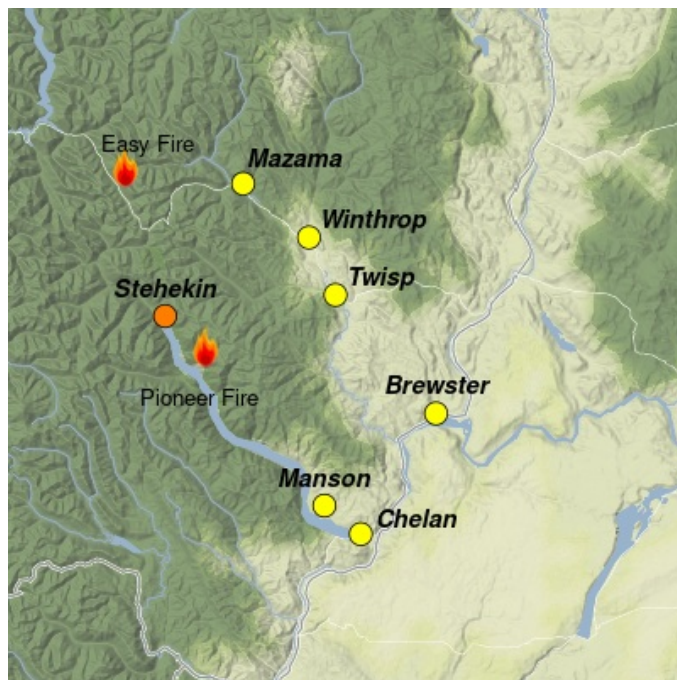 Easy Fire
Mazama
Winthrop
Twisp
Stehekin
Brewster
Pioneer Fire
Manson
Chelan